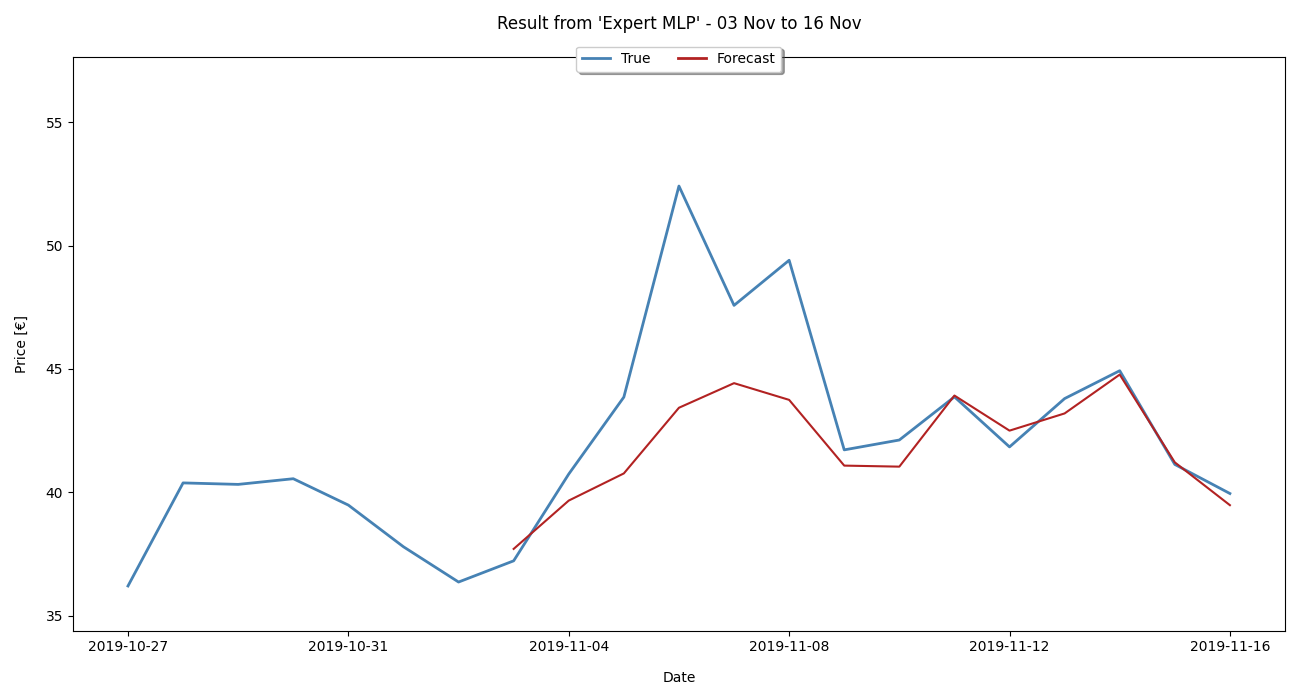 Result from 'Expert MLP' - 03 Nov to 16 Nov
True Forecast
55
50
45
40
35
Price [€]
2019-10-27 2019-10-31 2019-11-04 2019-11-08 2019-11-12 2019-11-16
Date